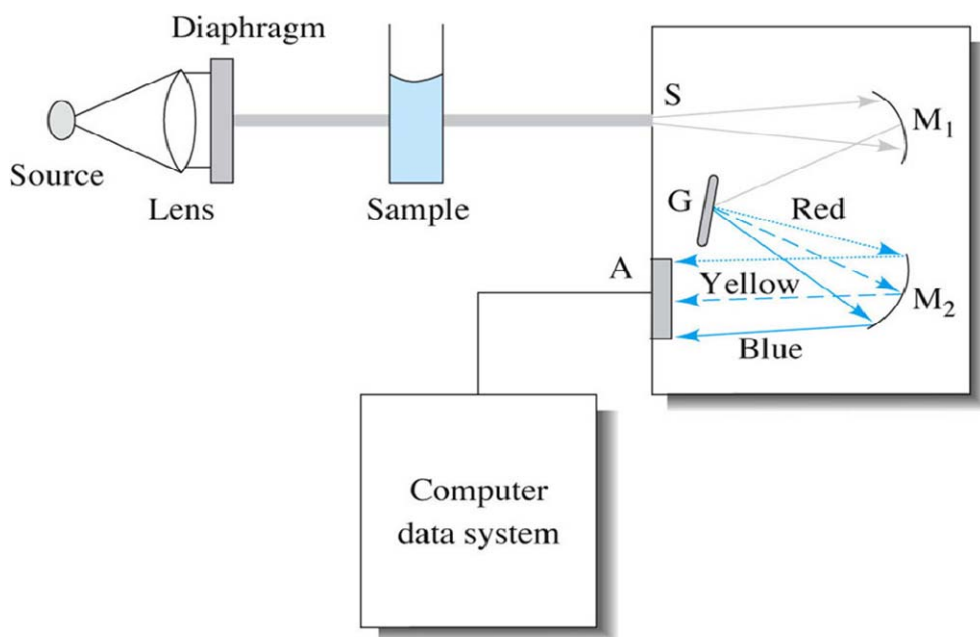 Diaphragm
Source
Lens
Sample
S
M₁
G
Red
A
Yellow
M₂
Blue
Computer
data system